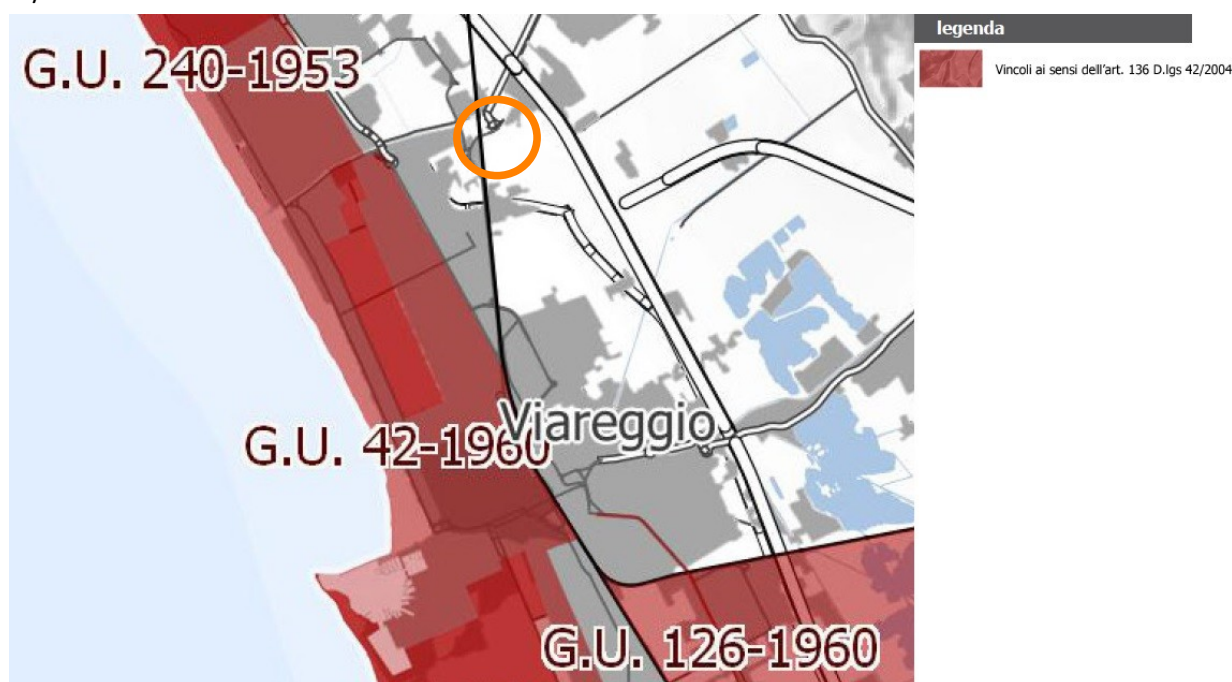 legenda
Vincoli ai sensi dell'art. 136 D.lgs 42/2004
G.U. 240-1953
Viareggio
G.U. 42-1960
G.U. 126-1960